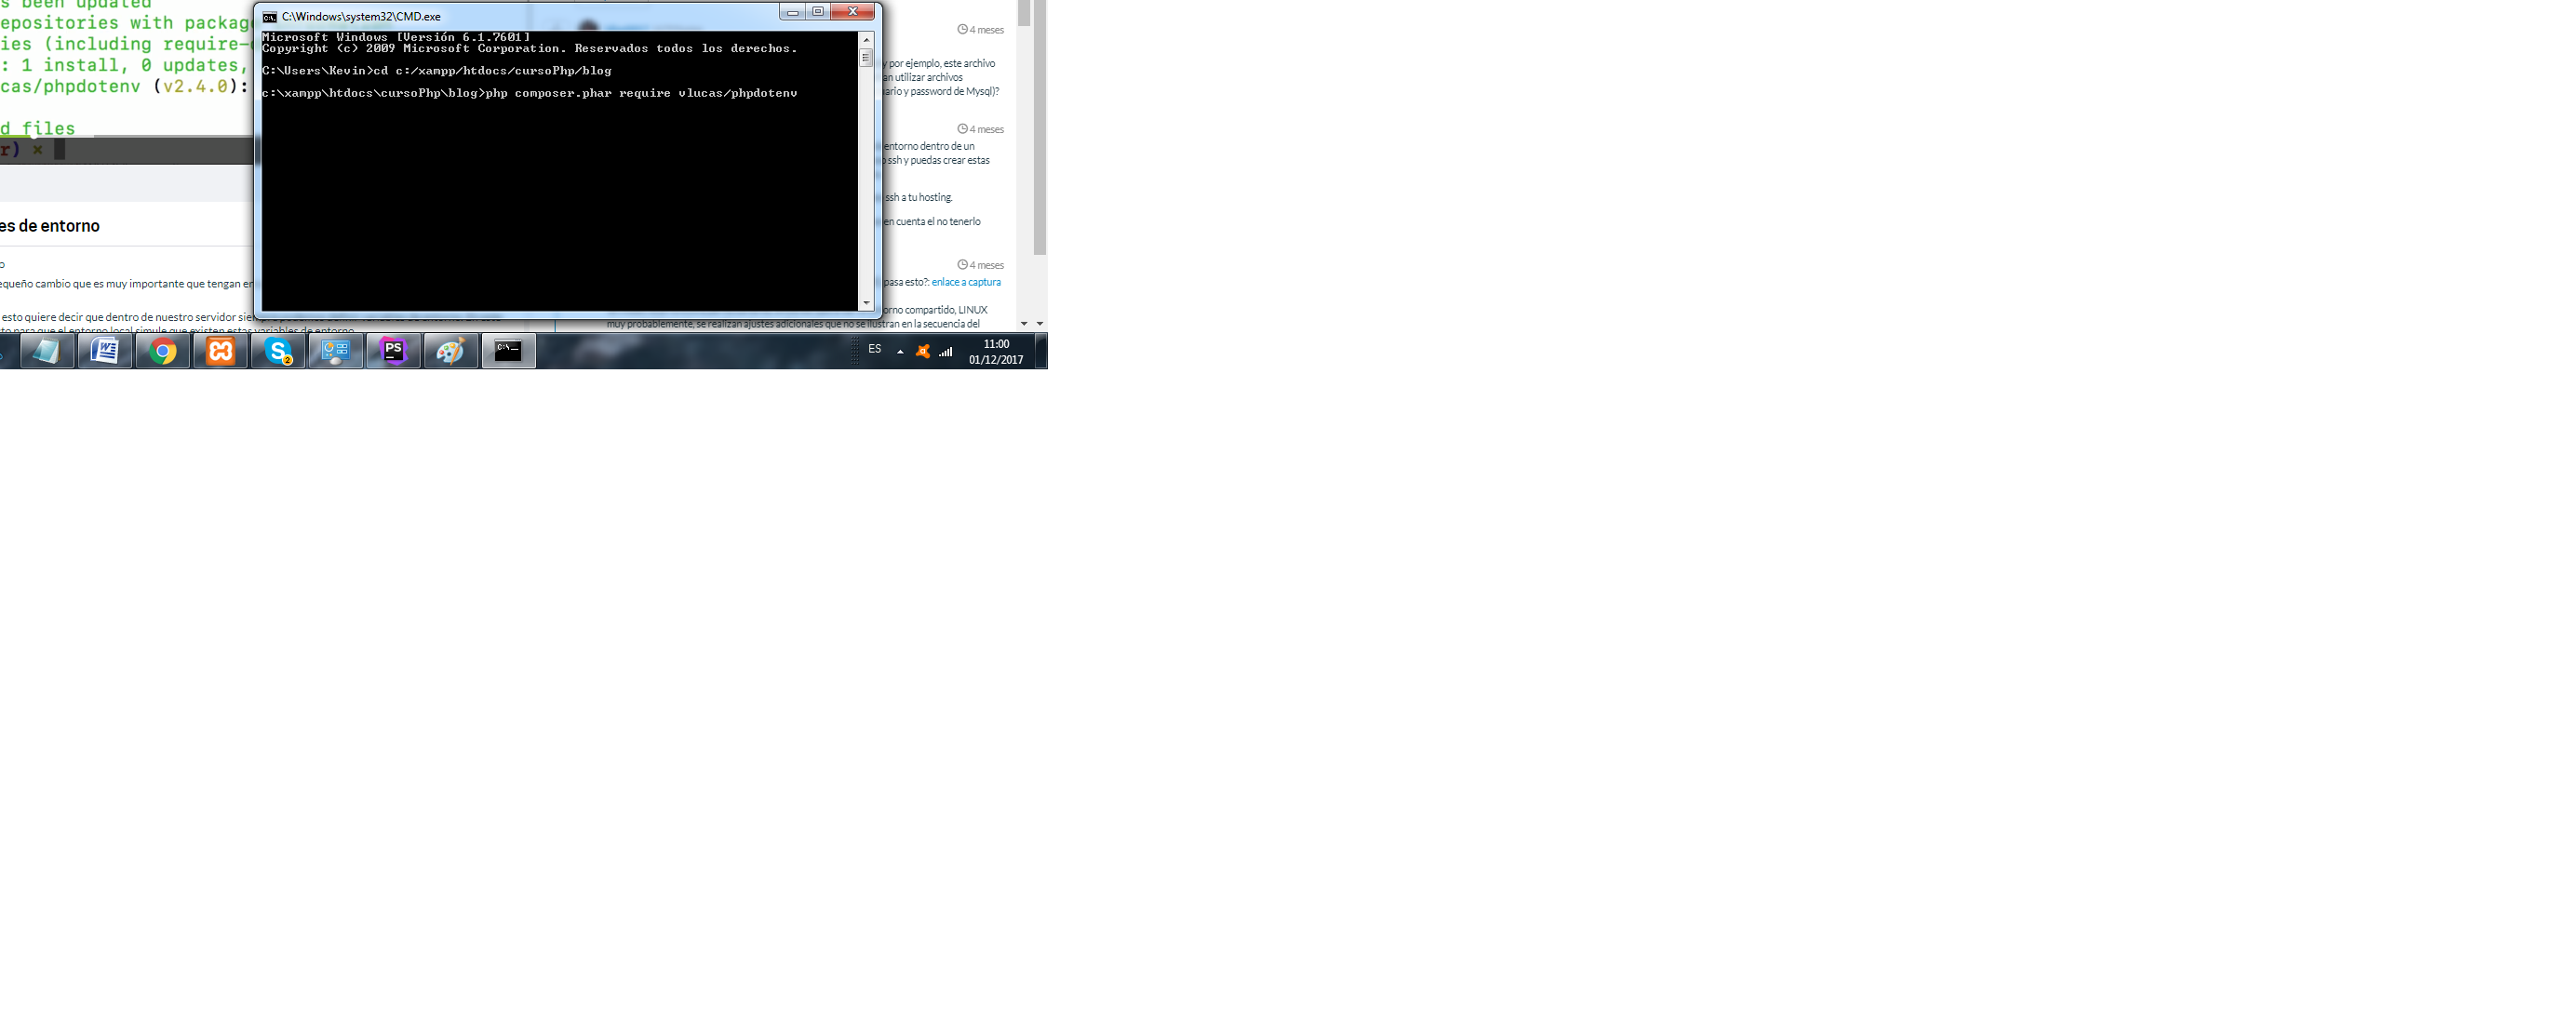 s been updated
epositories with packag
ies (including require-
: 1 install, 0 updates,
cas/phpdotenv (v2.4.0):
d files
r) ×
es de entorno
o
equeño cambio que es muy importante que tengan en
esto quiere decir que dentro de nuestro servidor
C:\Windows\system32\CMD.exe
Microsoft Windows [Versión 6.1.7601]
Copyright (c) 2009 Microsoft Corporation. Reservados todos los derechos.
C:\Users\Kevin>cd c:/xampp/htdocs/cursoPhp/blog
c:\xampp\htdocs\cursoPhp\blog>php composer.phar require vlucas/phpdotenv
4 meses
y por ejemplo, este archivo
an utilizar archivos
ario y password de Mysql)?
4 meses
entorno dentro de un
o ssh y puedas crear estas
ssh a tu hosting.
en cuenta el no tenerlo
4 meses
pasa esto?: enlace a captura
orno compartido, LINUX
muy probablemente, se realizan ajustes adicionales que no se ilustran en la secuencia del
PS
C:\
2
ES
11:00
01/12/2017